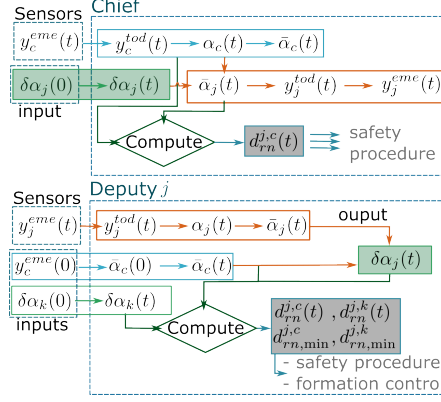 Chief
Sensors
y_c^{eme}(t) → y_c^{tod}(t) → α_c(t) → ᾱ_c(t)
δα_j(0) → δα_j(t) → ᾱ_j(t) → y_j^{tod}(t) → y_j^{eme}(t)
input
Compute → d_{rn}^{j,c}(t)
safety
procedure
Deputy j
Sensors
ouput
y_j^{eme}(t) → y_j^{tod}(t) → α_j(t) → ᾱ_j(t)
y_c^{eme}(0) → ᾱ_c(0) → ᾱ_c(t)
δα_j(t)
δα_k(0) → δα_k(t)
inputs
Compute
d_{rn}^{j,c}(t) , d_{rn}^{j,k}(t)
d_{rn,min}^{j,c}, d_{rn,min}^{j,k}
- safety procedure
- formation contro